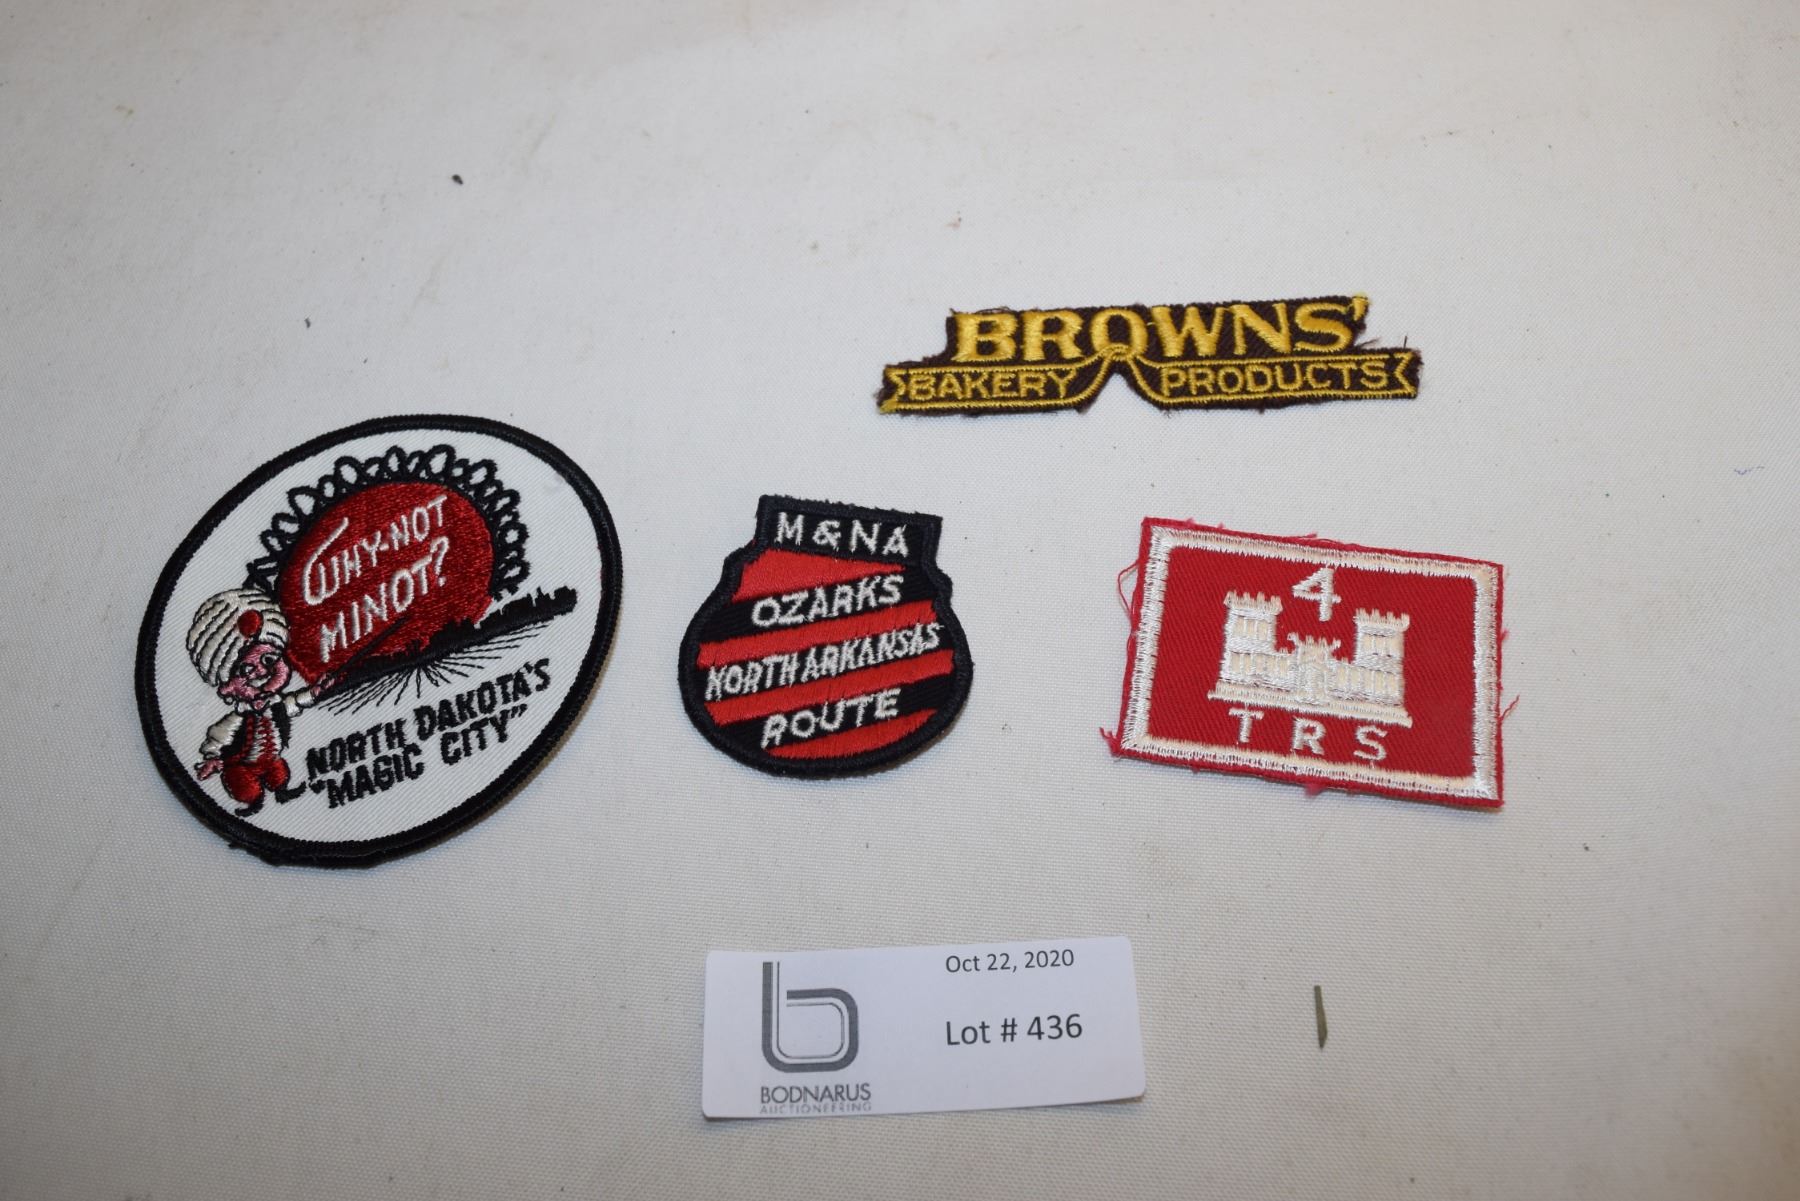 BROWNS'
BAKERY PRODUCTS
WHY-NOT
MINOT?
NORTH DAKOTA'S
"MAGIC CITY"
M & NA
OZARKS
NORTH ARKANSAS
ROUTE
4
TRS
Oct 22, 2020
Lot # 436
b
BODNARUS
AUCTIONEERING